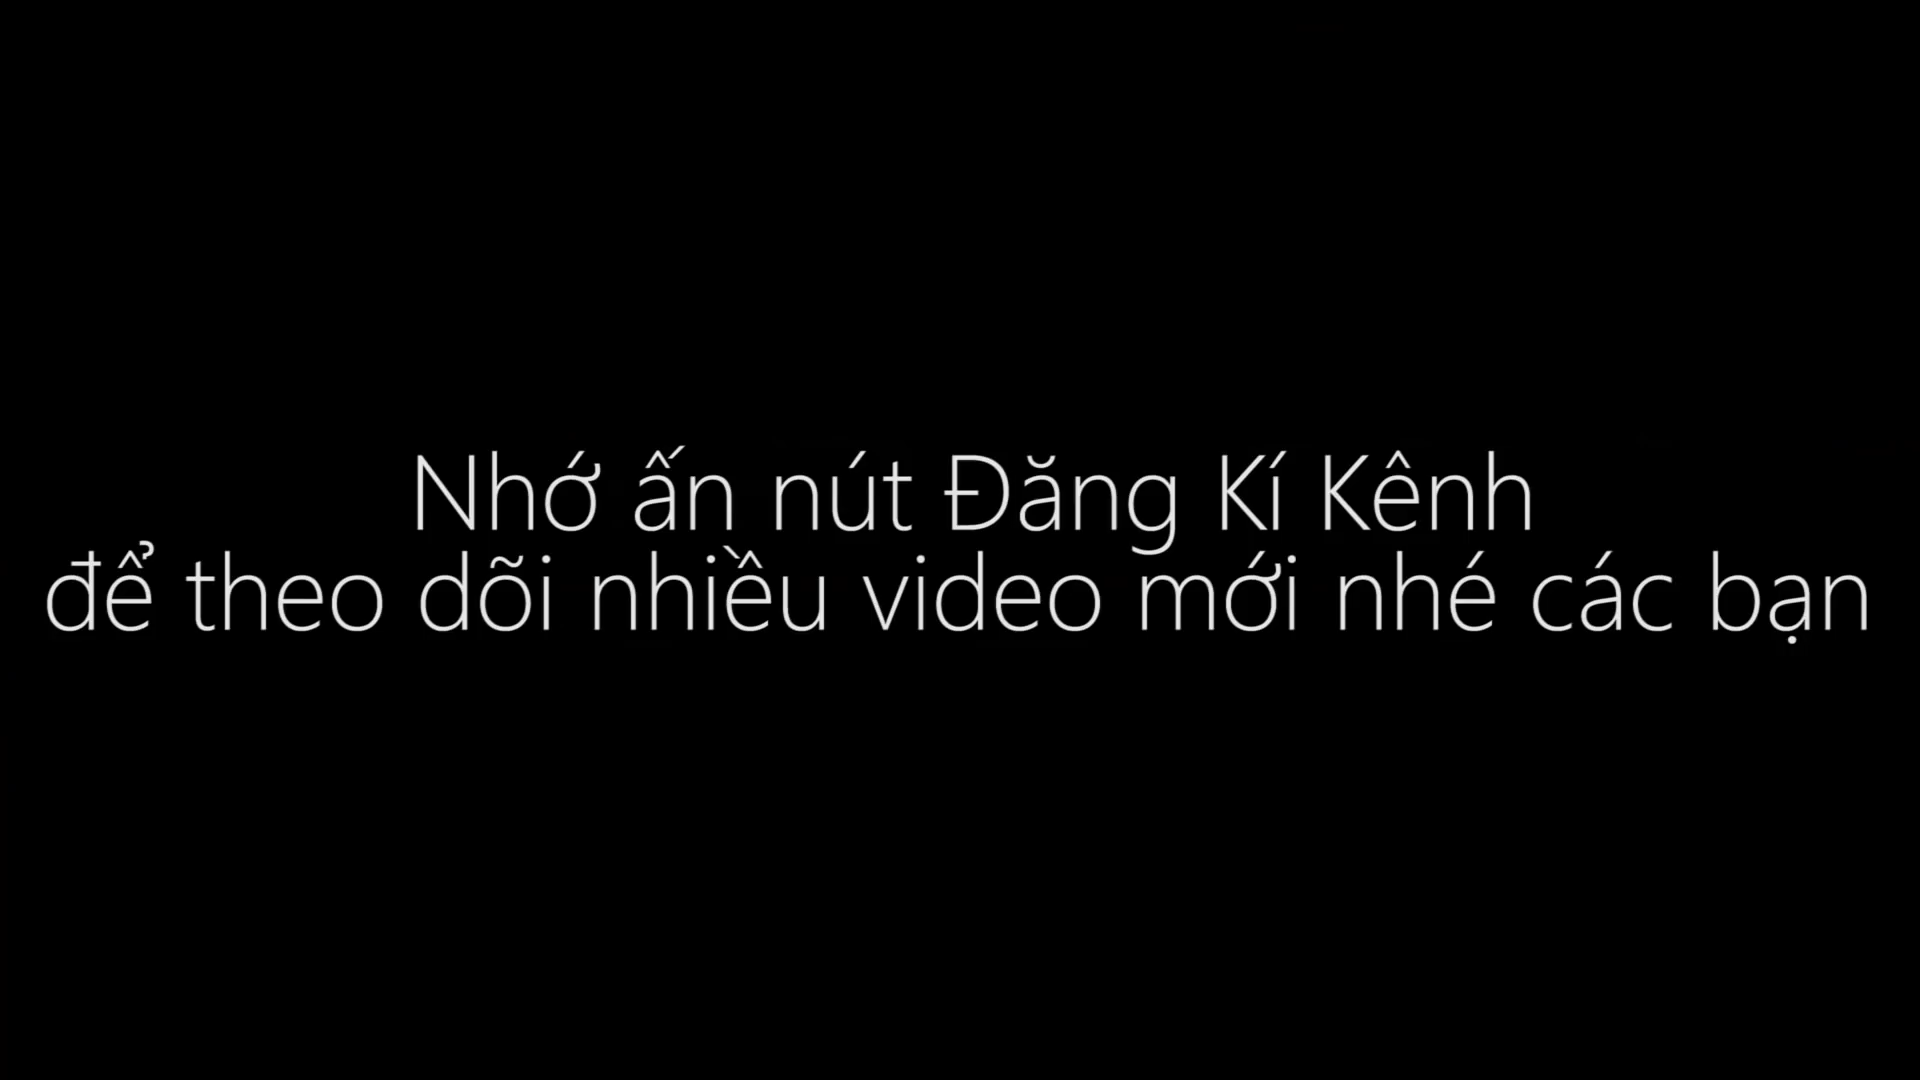 Nhớ ấn nút Đăng Kí Kênh
để theo dõi nhiều video mới nhé các bạn